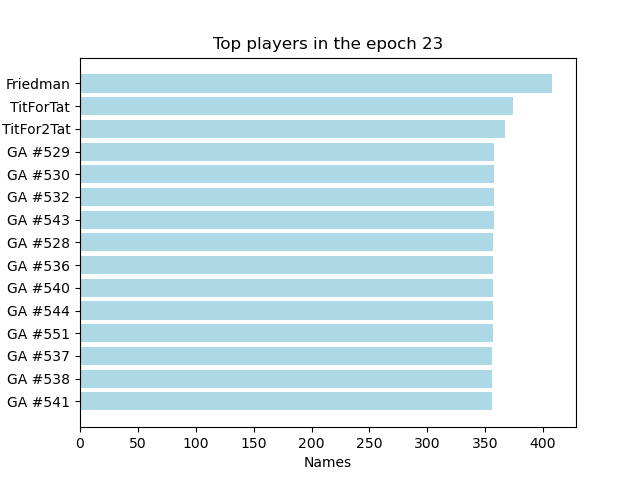 Top players in the epoch 23
Friedman
TitForTat
TitFor2Tat
GA #529
GA #530
GA #532
GA #543
GA #528
GA #536
GA #540
GA #544
GA #551
GA #537
GA #538
GA #541
0 50 100 150 200 250 300 350 400
Names